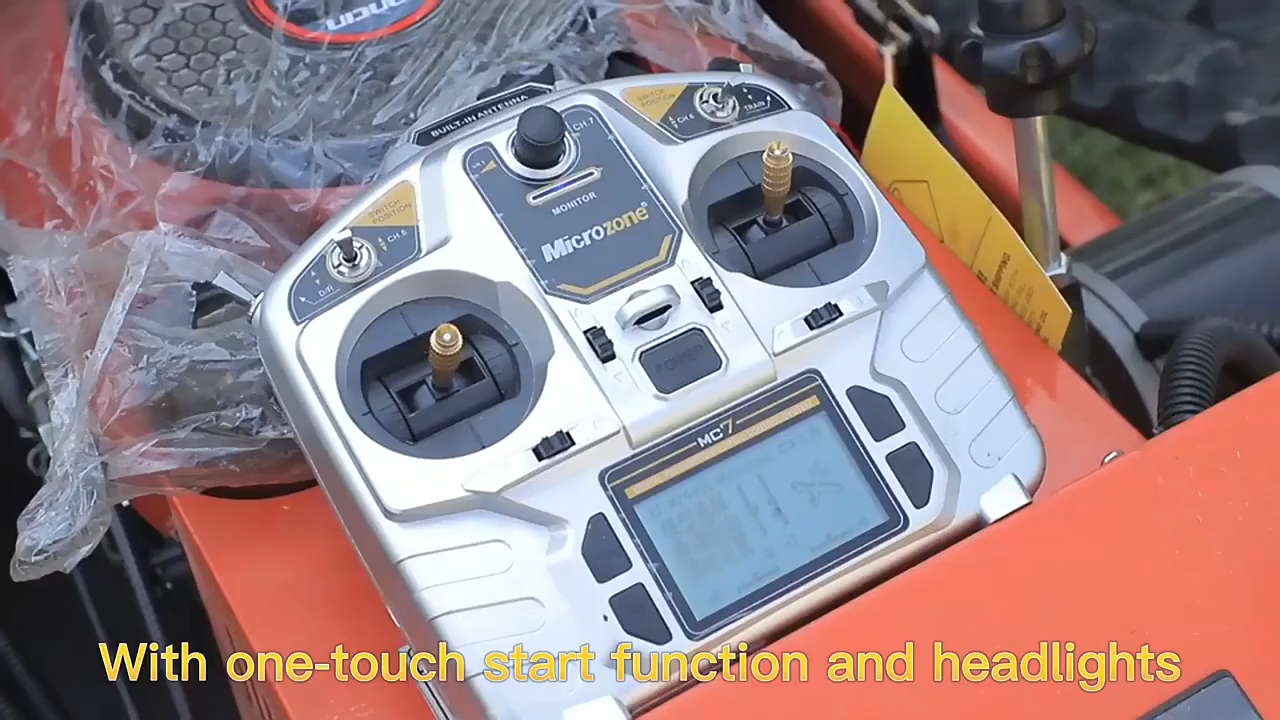 BUILT-IN ANTENNA
SWITCH
POSITION
CH.6
TRAIN
CH.7
MONITOR
Microzone®
SWITCH
POSITION
CH.5
D/R
MC7
With one-touch start function and headlights